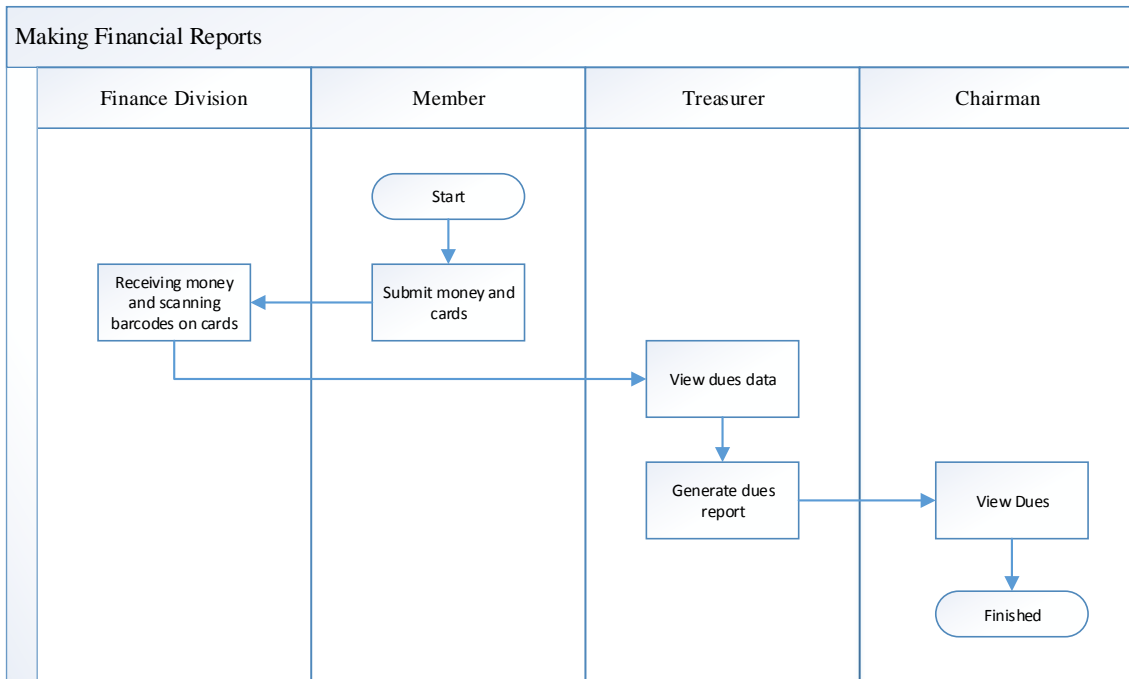 Making Financial Reports
Finance Division
Member
Treasurer
Chairman
Start
Receiving money
and scanning
barcodes on cards
Submit money and
cards
View dues data
Generate dues
report
View Dues
Finished